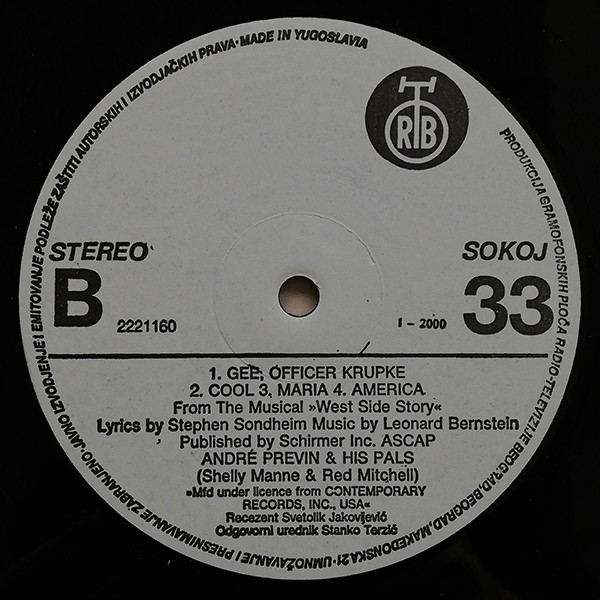 JAVNO IZVODJENJE I EMITOVANJE PODLEŽE ZAŠTITI AUTORSKIH I IZVODJAČKIH PRAVA·MADE IN YUGOSLAVIA
RTB
PRODUKCIJA GRAMOFONSKIH PLOČA RADIO-TELEVIZIJE BEOGRAD, BEOGRAD, MAKEDONSKA 21·UMNOŽAVANJE I PRESNIMAVANJE ZABRANJENO·
STEREO
SOKOJ
B
33
2221160
I - 2000
1. GEE, OFFICER KRUPKE
2. COOL 3, MARIA 4. AMERICA
From The Musical »West Side Story«
Lyrics by Stephen Sondheim Music by Leonard Bernstein
Published by Schirmer Inc. ASCAP
ANDRÉ PREVIN & HIS PALS
(Shelly Manne & Red Mitchell)
»Mfd under licence from CONTEMPORARY
RECORDS, INC., USA«
Recezent Svetolik Jakovljević
Odgovorni urednik Stanko Terzić